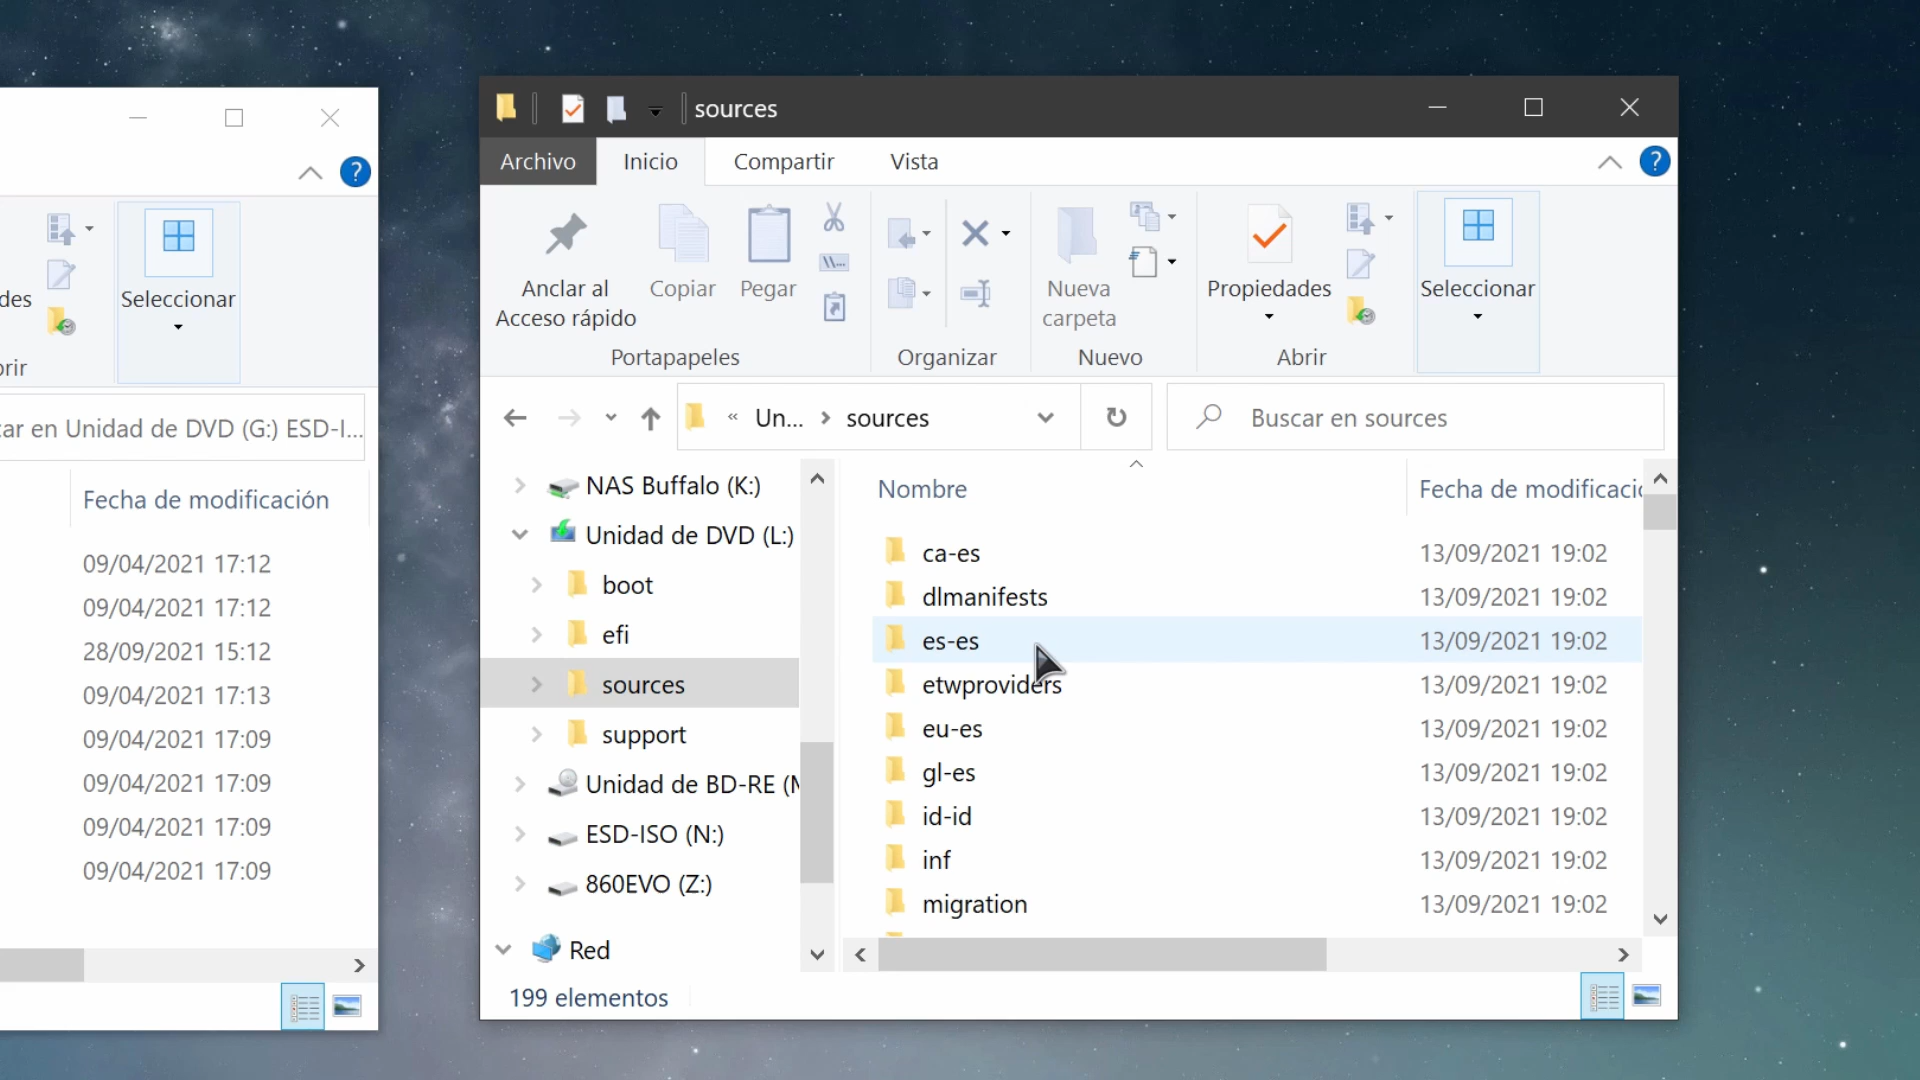 des
Seleccionar
rir
car en Unidad de DVD (G:) ESD-I...
Fecha de modificación
09/04/2021 17:12
09/04/2021 17:12
28/09/2021 15:12
09/04/2021 17:13
09/04/2021 17:09
09/04/2021 17:09
09/04/2021 17:09
09/04/2021 17:09
sources
Archivo Inicio Compartir Vista
Anclar al
Acceso rápido
Copiar
Pegar
Portapapeles
Organizar
Nueva
carpeta
Nuevo
Propiedades
Abrir
Seleccionar
« Un... › sources
Buscar en sources
NAS Buffalo (K:)
Unidad de DVD (L:)
boot
efi
sources
support
Unidad de BD-RE (M
ESD-ISO (N:)
860EVO (Z:)
Red
Nombre Fecha de modificació
ca-es 13/09/2021 19:02
dlmanifests 13/09/2021 19:02
es-es 13/09/2021 19:02
etwproviders 13/09/2021 19:02
eu-es 13/09/2021 19:02
gl-es 13/09/2021 19:02
id-id 13/09/2021 19:02
inf 13/09/2021 19:02
migration 13/09/2021 19:02
199 elementos